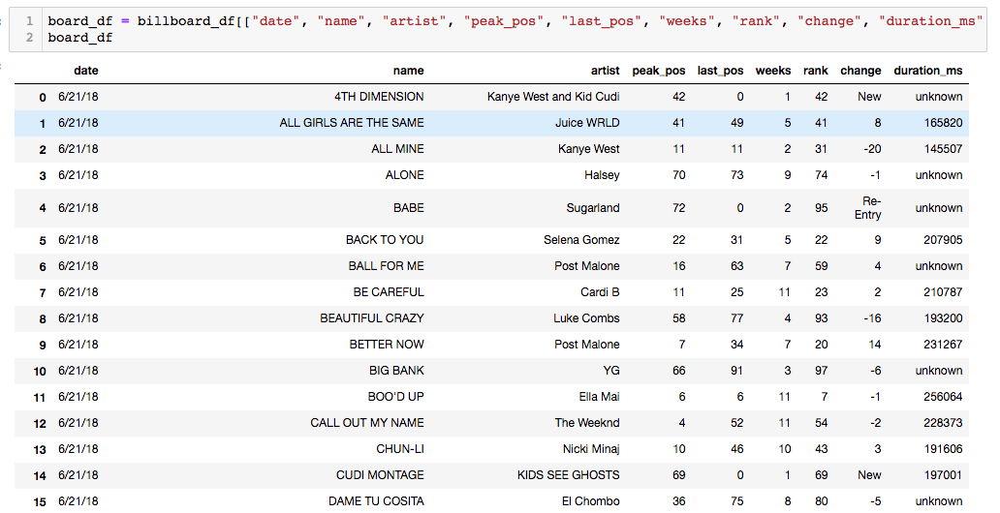 1 board_df = billboard_df[["date", "name", "artist", "peak_pos", "last_pos", "weeks", "rank", "change", "duration_ms"
2 board_df
date name artist peak_pos last_pos weeks rank change duration_ms
0 6/21/18 4TH DIMENSION Kanye West and Kid Cudi 42 0 1 42 New unknown
1 6/21/18 ALL GIRLS ARE THE SAME Juice WRLD 41 49 5 41 8 165820
2 6/21/18 ALL MINE Kanye West 11 11 2 31 -20 145507
3 6/21/18 ALONE Halsey 70 73 9 74 -1 unknown
4 6/21/18 BABE Sugarland 72 0 2 95 Re-
Entry unknown
5 6/21/18 BACK TO YOU Selena Gomez 22 31 5 22 9 207905
6 6/21/18 BALL FOR ME Post Malone 16 63 7 59 4 unknown
7 6/21/18 BE CAREFUL Cardi B 11 25 11 23 2 210787
8 6/21/18 BEAUTIFUL CRAZY Luke Combs 58 77 4 93 -16 193200
9 6/21/18 BETTER NOW Post Malone 7 34 7 20 14 231267
10 6/21/18 BIG BANK YG 66 91 3 97 -6 unknown
11 6/21/18 BOO'D UP Ella Mai 6 6 11 7 -1 256064
12 6/21/18 CALL OUT MY NAME The Weeknd 4 52 11 54 -2 228373
13 6/21/18 CHUN-LI Nicki Minaj 10 46 10 43 3 191606
14 6/21/18 CUDI MONTAGE KIDS SEE GHOSTS 69 0 1 69 New 197001
15 6/21/18 DAME TU COSITA El Chombo 36 75 8 80 -5 unknown